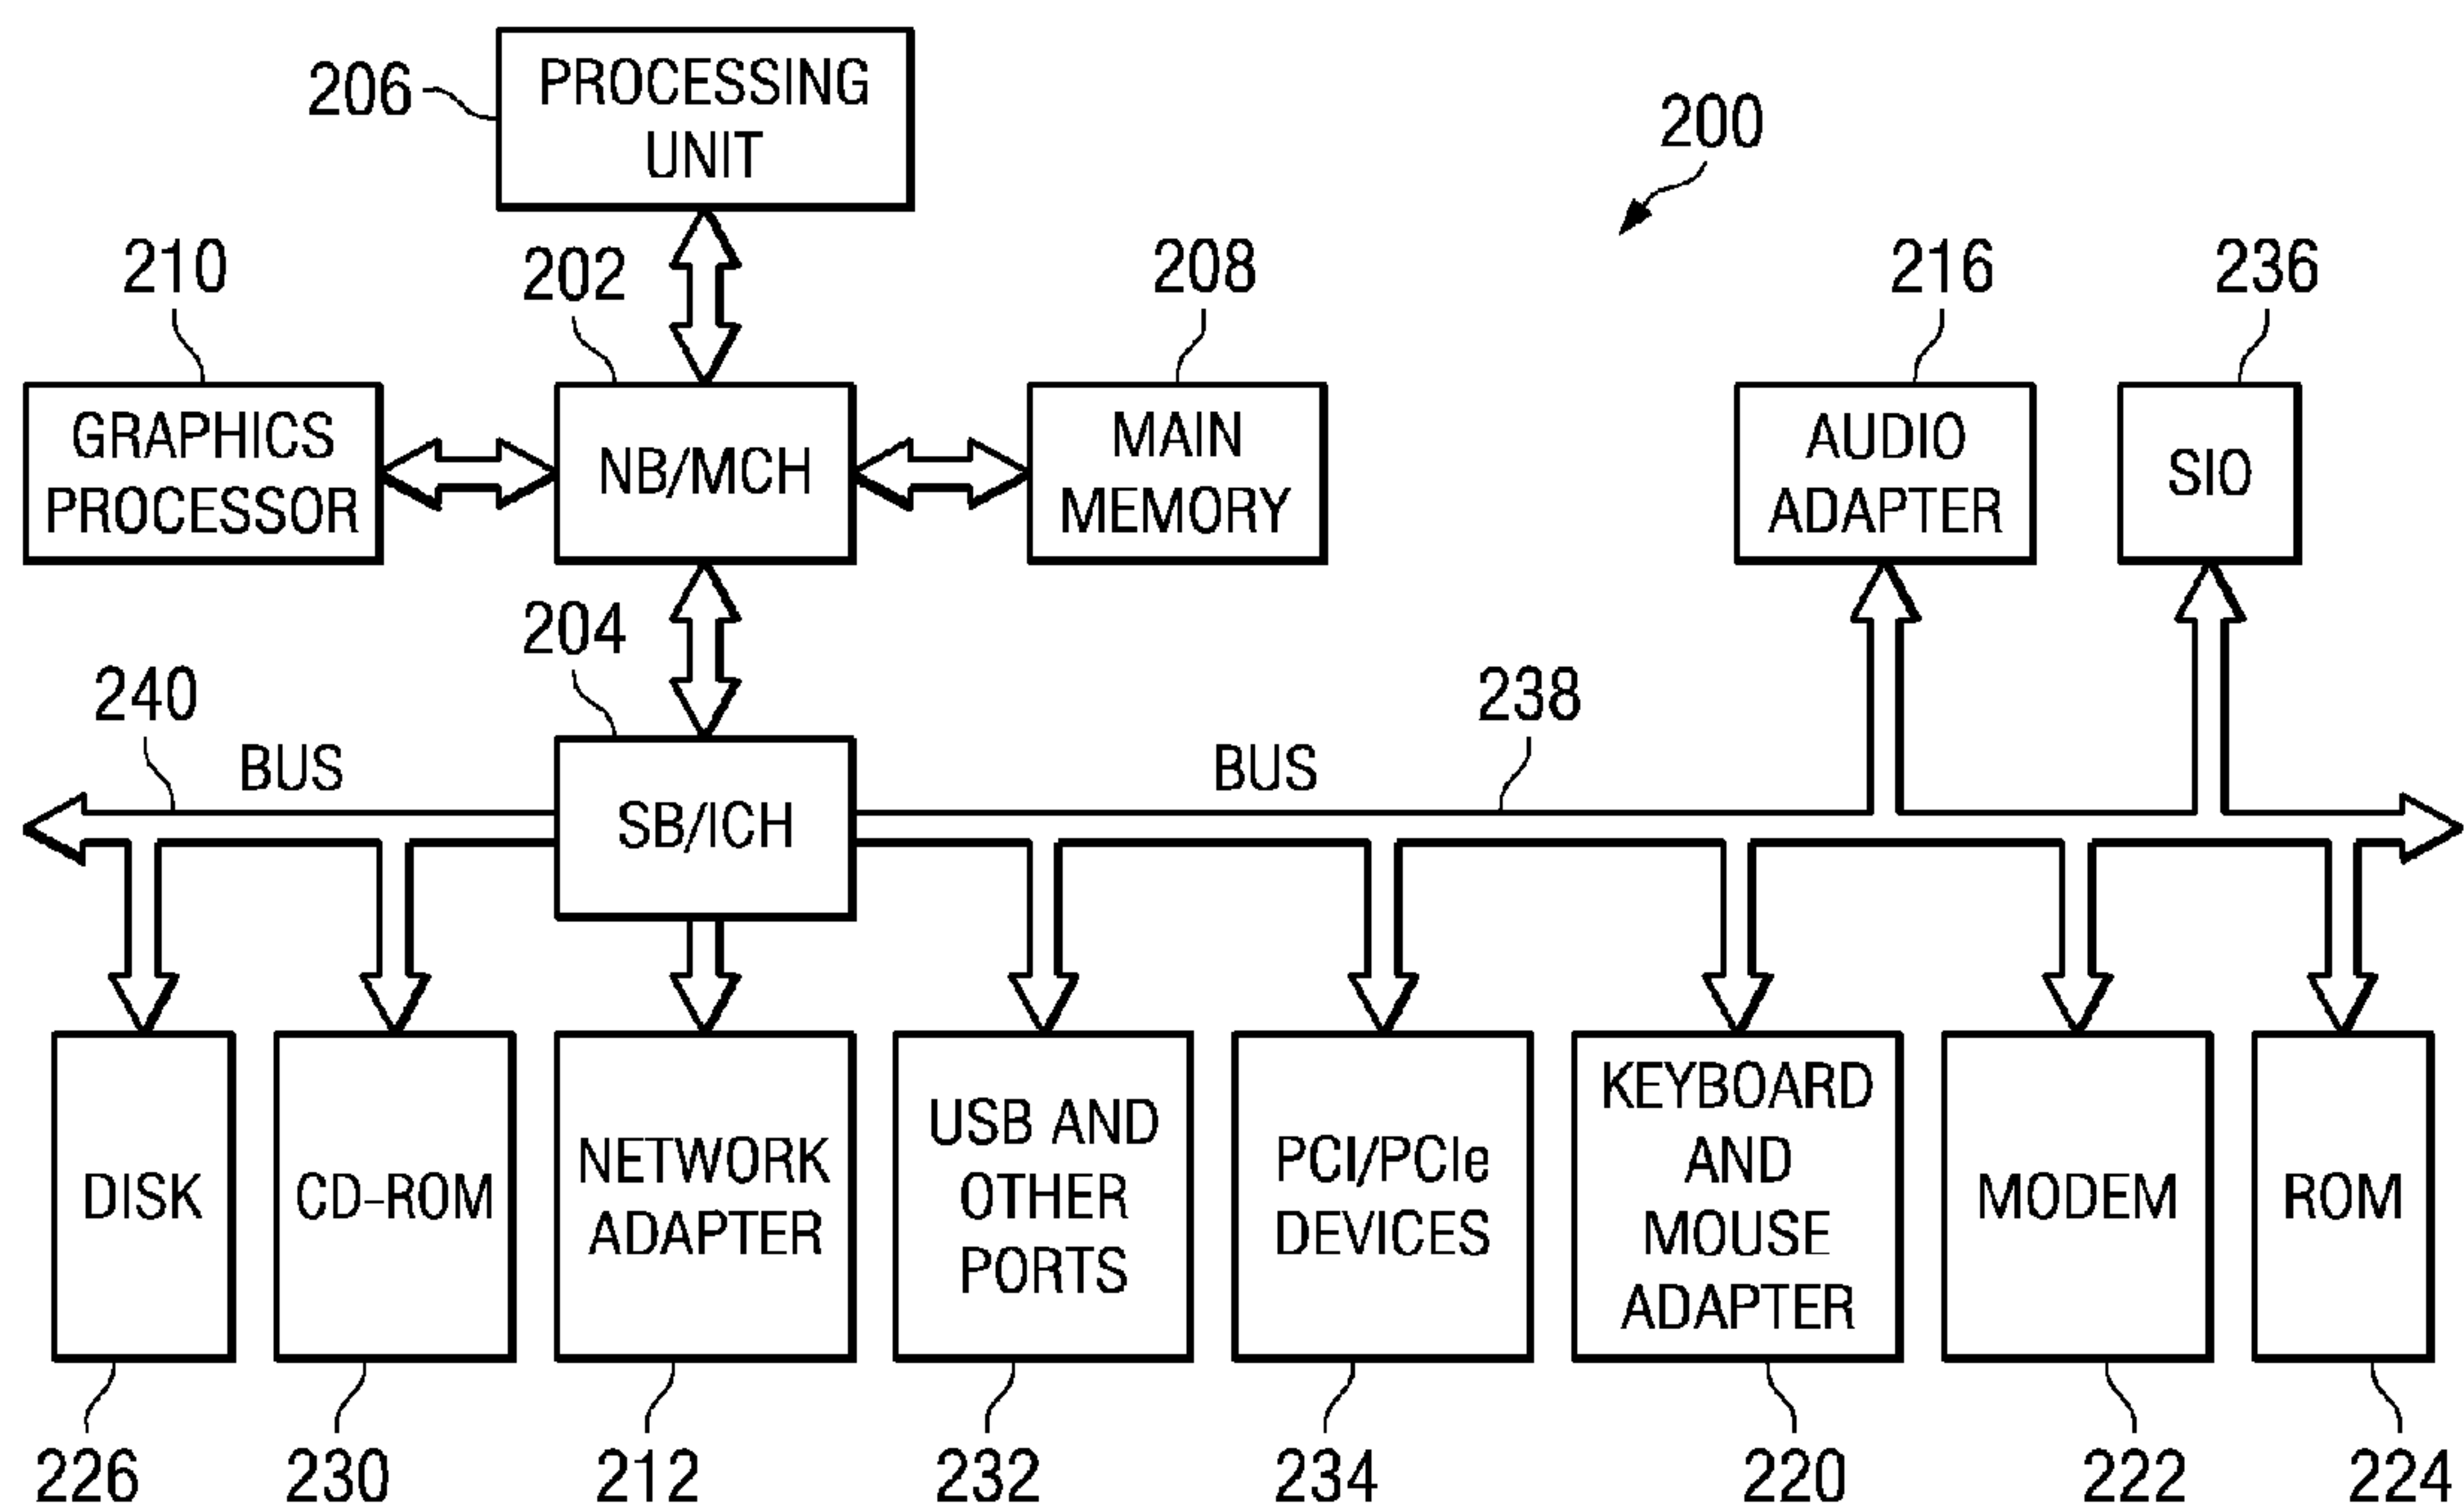 PROCESSING
UNIT
206
200
210
202
208
216
236
GRAPHICS
PROCESSOR
NB/MCH
MAIN
MEMORY
AUDIO
ADAPTER
SIO
204
240
BUS
238
BUS
SB/ICH
DISK
CD-ROM
NETWORK
ADAPTER
USB AND
OTHER
PORTS
PCI/PCIe
DEVICES
KEYBOARD
AND
MOUSE
ADAPTER
MODEM
ROM
226
230
212
232
234
220
222
224